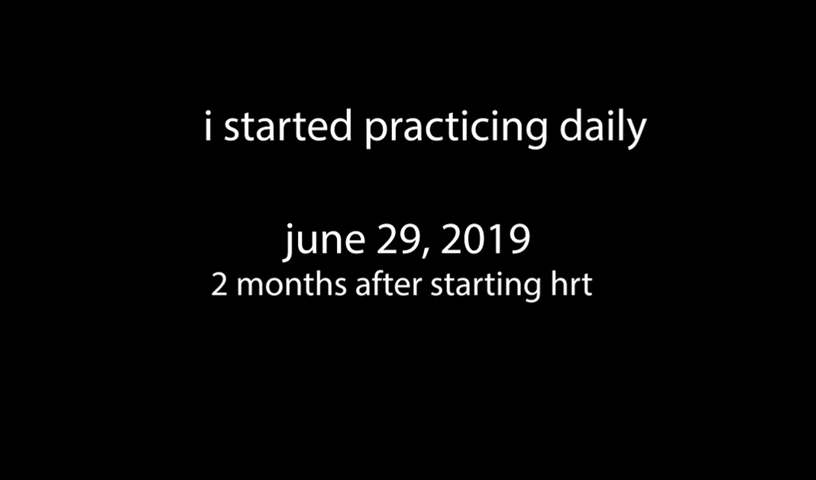 i started practicing daily
june 29, 2019
2 months after starting hrt